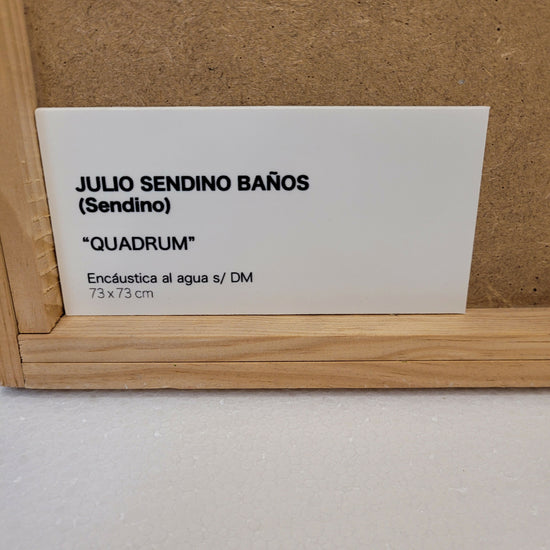 JULIO SENDINO BAÑOS
(Sendino)
“QUADRUM”
Encáustica al agua s/ DM
73 x 73 cm